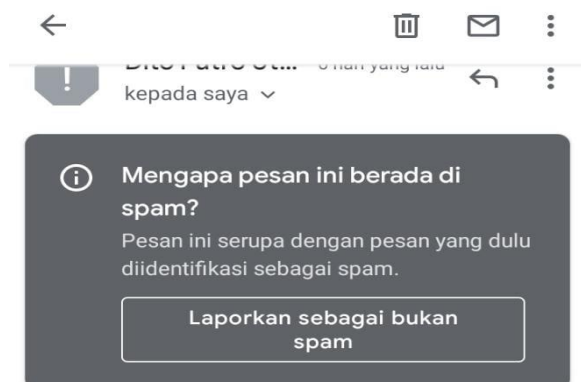 kepada saya
Mengapa pesan ini berada di
spam?
Pesan ini serupa dengan pesan yang dulu
diidentifikasi sebagai spam.
Laporkan sebagai bukan
spam